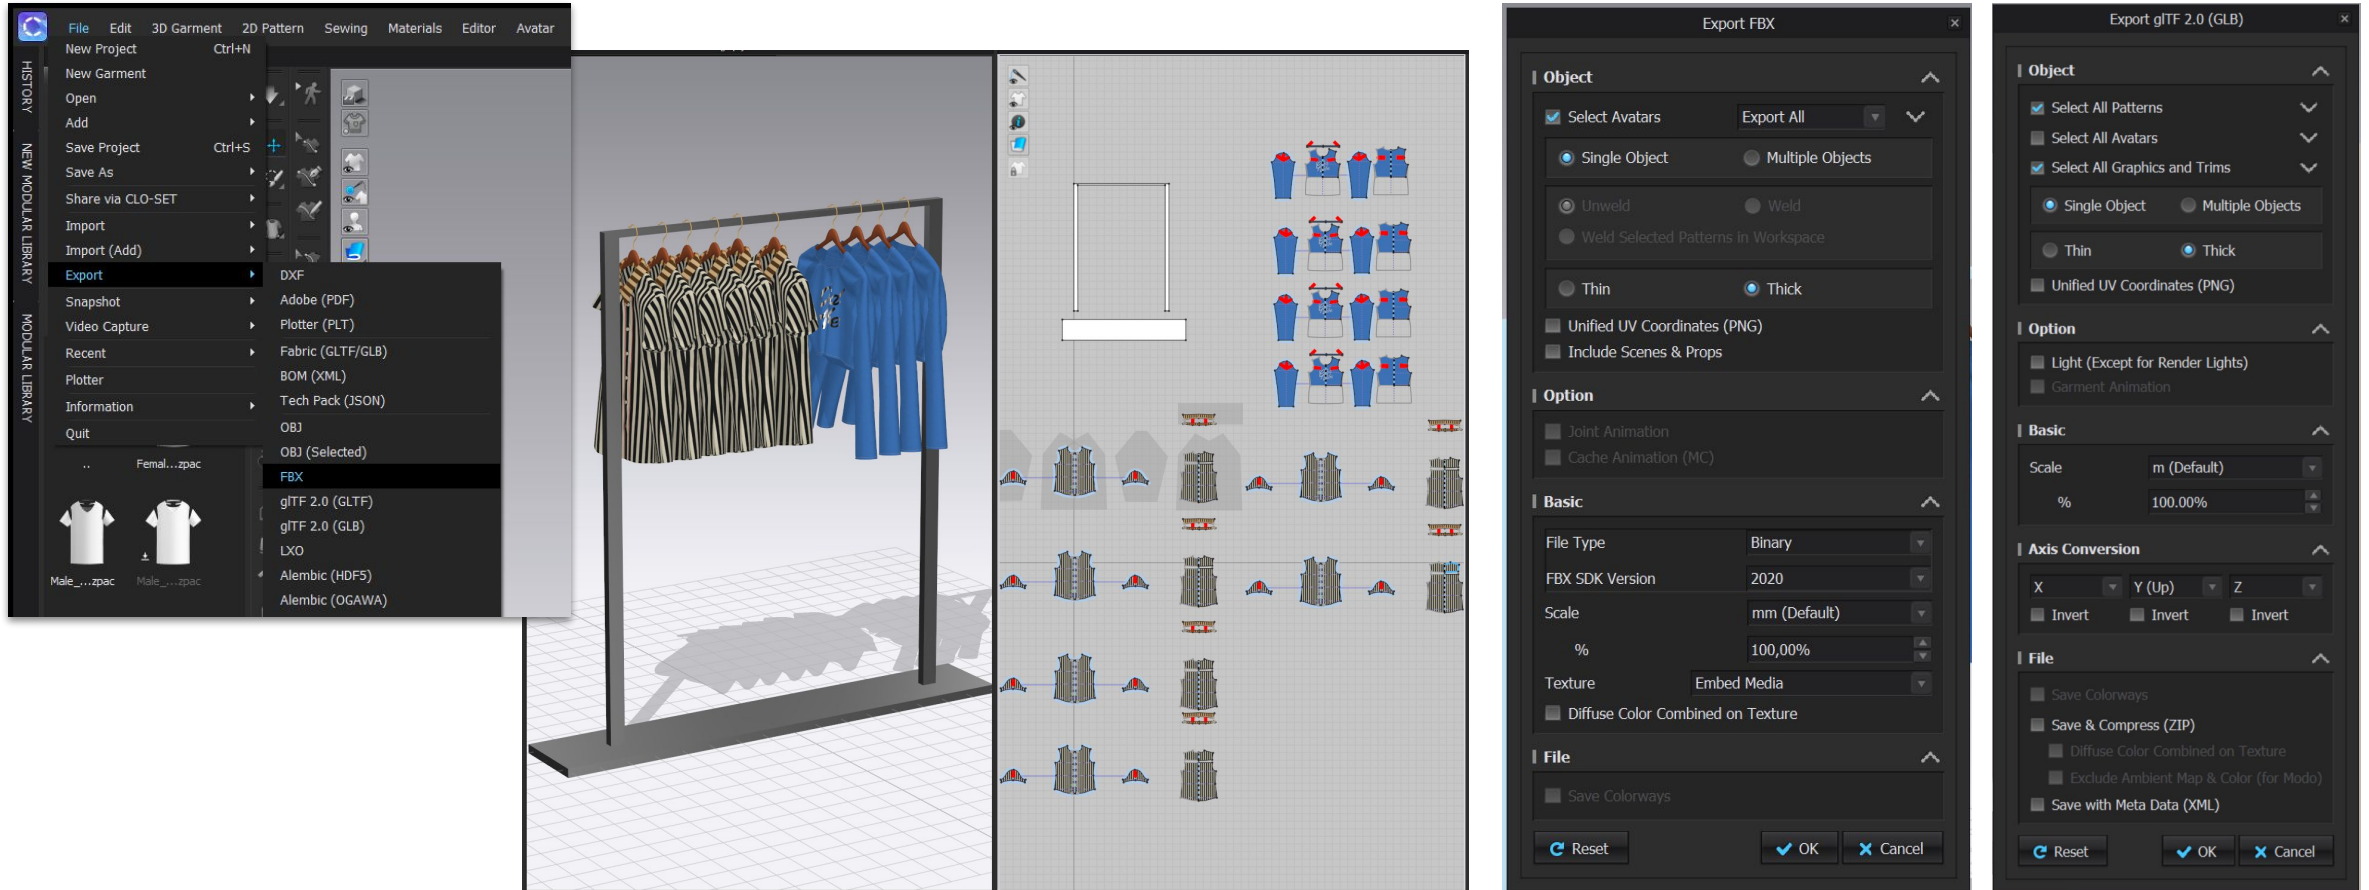 File Edit 3D Garment 2D Pattern Sewing Materials Editor Avatar
New Project Ctrl+N
New Garment
Open
Add
Save Project Ctrl+S
Save As
Share via CLO-SET
Import
Import (Add)
Export
Snapshot
Video Capture
Recent
Plotter
Information
Quit
HISTORY
NEW MODULAR LIBRARY
MODULAR LIBRARY
DXF
Adobe (PDF)
Plotter (PLT)
Fabric (GLTF/GLB)
BOM (XML)
Tech Pack (JSON)
OBJ
OBJ (Selected)
FBX
glTF 2.0 (GLTF)
glTF 2.0 (GLB)
LXO
Alembic (HDF5)
Alembic (OGAWA)
.. Femal...zpac
Male_...zpac Male_...zpac
Export FBX
Object
Select Avatars Export All
Single Object Multiple Objects
Unweld Weld
Weld Selected Patterns in Workspace
Thin Thick
Unified UV Coordinates (PNG)
Include Scenes & Props
Option
Joint Animation
Cache Animation (MC)
Basic
File Type Binary
FBX SDK Version 2020
Scale mm (Default)
% 100,00%
Texture Embed Media
Diffuse Color Combined on Texture
File
Save Colorways
Reset OK Cancel
Export glTF 2.0 (GLB)
Object
Select All Patterns
Select All Avatars
Select All Graphics and Trims
Single Object Multiple Objects
Thin Thick
Unified UV Coordinates (PNG)
Option
Light (Except for Render Lights)
Garment Animation
Basic
Scale m (Default)
% 100.00%
Axis Conversion
X Y (Up) Z
Invert Invert Invert
File
Save Colorways
Save & Compress (ZIP)
Diffuse Color Combined on Texture
Exclude Ambient Map & Color (for Modo)
Save with Meta Data (XML)
Reset OK Cancel